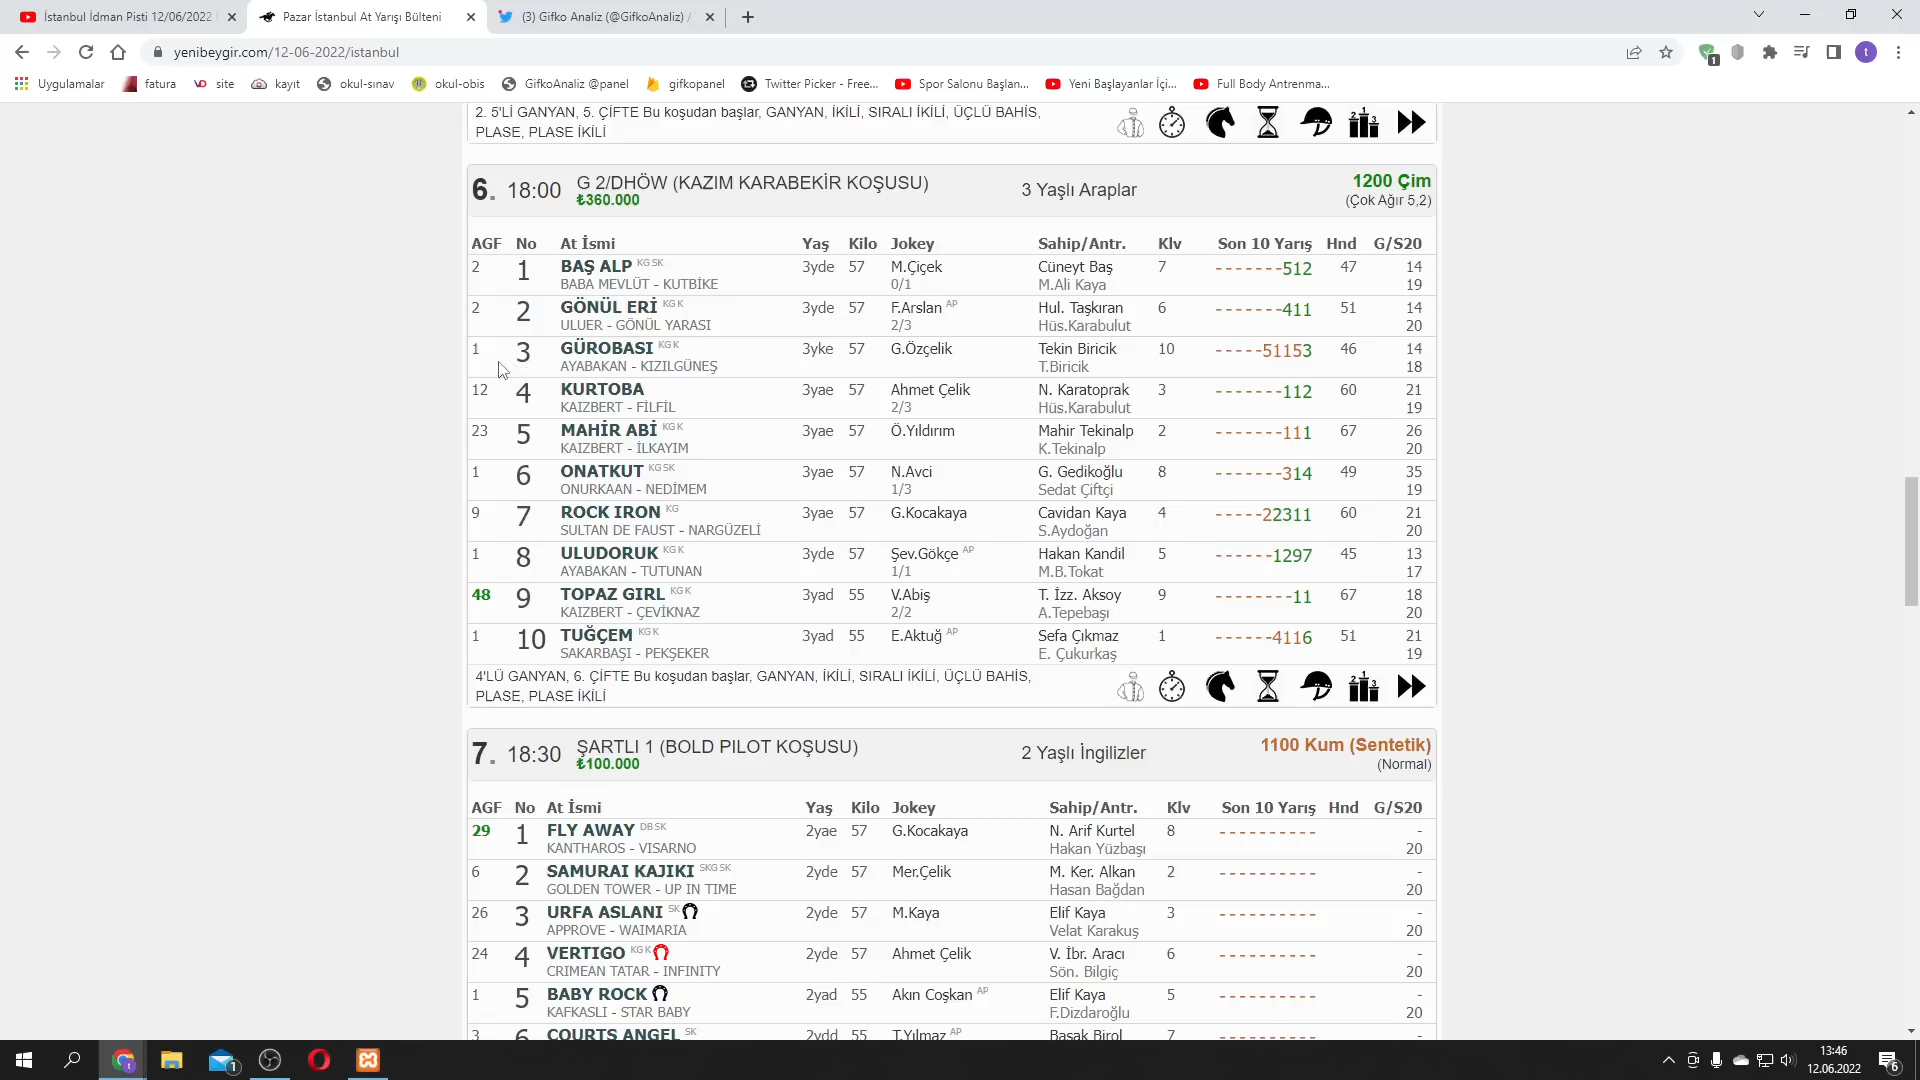 İstanbul İdman Pisti 12/06/2022
Pazar İstanbul At Yarışı Bülteni
(3) Gifko Analiz (@GifkoAnaliz) /
yenibeygir.com/12-06-2022/istanbul
Uygulamalar
fatura
site
kayıt
okul-sınav
okul-obis
GifkoAnaliz @panel
gifkopanel
Twitter Picker - Free...
Spor Salonu Başlan...
Yeni Başlayanlar İçi...
Full Body Antrenma...
2. 5'Lİ GANYAN, 5. ÇİFTE Bu koşudan başlar, GANYAN, İKİLİ, SIRALI İKİLİ, ÜÇLÜ BAHİS,
PLASE, PLASE İKİLİ
6. 18:00 G 2/DHÖW (KAZIM KARABEKİR KOŞUSU) 3 Yaşlı Araplar 1200 Çim
₺360.000 (Çok Ağır 5,2)
AGF No At İsmi Yaş Kilo Jokey Sahip/Antr. Klv Son 10 Yarış Hnd G/S20
2 1 BAŞ ALP KG SK 3yde 57 M.Çiçek Cüneyt Baş 7 -------512 47 14
BABA MEVLÜT - KUTBİKE 0/1 M.Ali Kaya 19
2 2 GÖNÜL ERİ KG K 3yde 57 F.Arslan AP Hul. Taşkıran 6 -------411 51 14
ULUER - GÖNÜL YARASI 2/3 Hüs.Karabulut 20
1 3 GÜROBASI KG K 3yke 57 G.Özçelik Tekin Biricik 10 -----51153 46 14
AYABAKAN - KIZILGÜNEŞ T.Biricik 18
12 4 KURTOBA 3yae 57 Ahmet Çelik N. Karatoprak 3 -------112 60 21
KAIZBERT - FİLFİL 2/3 Hüs.Karabulut 19
23 5 MAHİR ABİ KG K 3yae 57 Ö.Yıldırım Mahir Tekinalp 2 -------111 67 26
KAIZBERT - İLKAYIM K.Tekinalp 20
1 6 ONATKUT KG SK 3yae 57 N.Avci G. Gedikoğlu 8 -------314 49 35
ONURKAAN - NEDİMEM 1/3 Sedat Çiftçi 19
9 7 ROCK IRON KG 3yae 57 G.Kocakaya Cavidan Kaya 4 -----22311 60 21
SULTAN DE FAUST - NARGÜZELİ S.Aydoğan 20
1 8 ULUDORUK KG K 3yde 57 Şev.Gökçe AP Hakan Kandil 5 ------1297 45 13
AYABAKAN - TUTUNAN 1/1 M.B.Tokat 17
48 9 TOPAZ GIRL KG K 3yad 55 V.Abiş T. İzz. Aksoy 9 --------11 67 18
KAIZBERT - ÇEVİKNAZ 2/2 A.Tepebaşı 20
1 10 TUĞÇEM KG K 3yad 55 E.Aktuğ AP Sefa Çıkmaz 1 ------4116 51 21
SAKARBAŞI - PEKŞEKER E. Çukurkaş 19
4'LÜ GANYAN, 6. ÇİFTE Bu koşudan başlar, GANYAN, İKİLİ, SIRALI İKİLİ, ÜÇLÜ BAHİS,
PLASE, PLASE İKİLİ
7. 18:30 ŞARTLI 1 (BOLD PILOT KOŞUSU) 2 Yaşlı İngilizler 1100 Kum (Sentetik)
₺100.000 (Normal)
AGF No At İsmi Yaş Kilo Jokey Sahip/Antr. Klv Son 10 Yarış Hnd G/S20
29 1 FLY AWAY DB SK 2yae 57 G.Kocakaya N. Arif Kurtel 8 ---------- -
KANTHAROS - VISARNO Hakan Yüzbaşı 20
6 2 SAMURAI KAJIKI SKG SK 2yde 57 Mer.Çelik M. Ker. Alkan 2 ---------- -
GOLDEN TOWER - UP IN TIME Hasan Bağdan 20
26 3 URFA ASLANI SK 2yde 57 M.Kaya Elif Kaya 3 ---------- -
APPROVE - WAIMARIA Velat Karakuş 20
24 4 VERTIGO KG K 2yde 57 Ahmet Çelik V. İbr. Aracı 6 ---------- -
CRIMEAN TATAR - INFINITY Sön. Bilgiç 20
1 5 BABY ROCK 2yad 55 Akın Coşkan AP Elif Kaya 5 ---------- -
KAFKASLI - STAR BABY F.Dizdaroğlu 20
3 6 COURTS ANGEL SK 2ydd 55 T.Yılmaz AP Başak Birol 7 ----------
13:46
12.06.2022